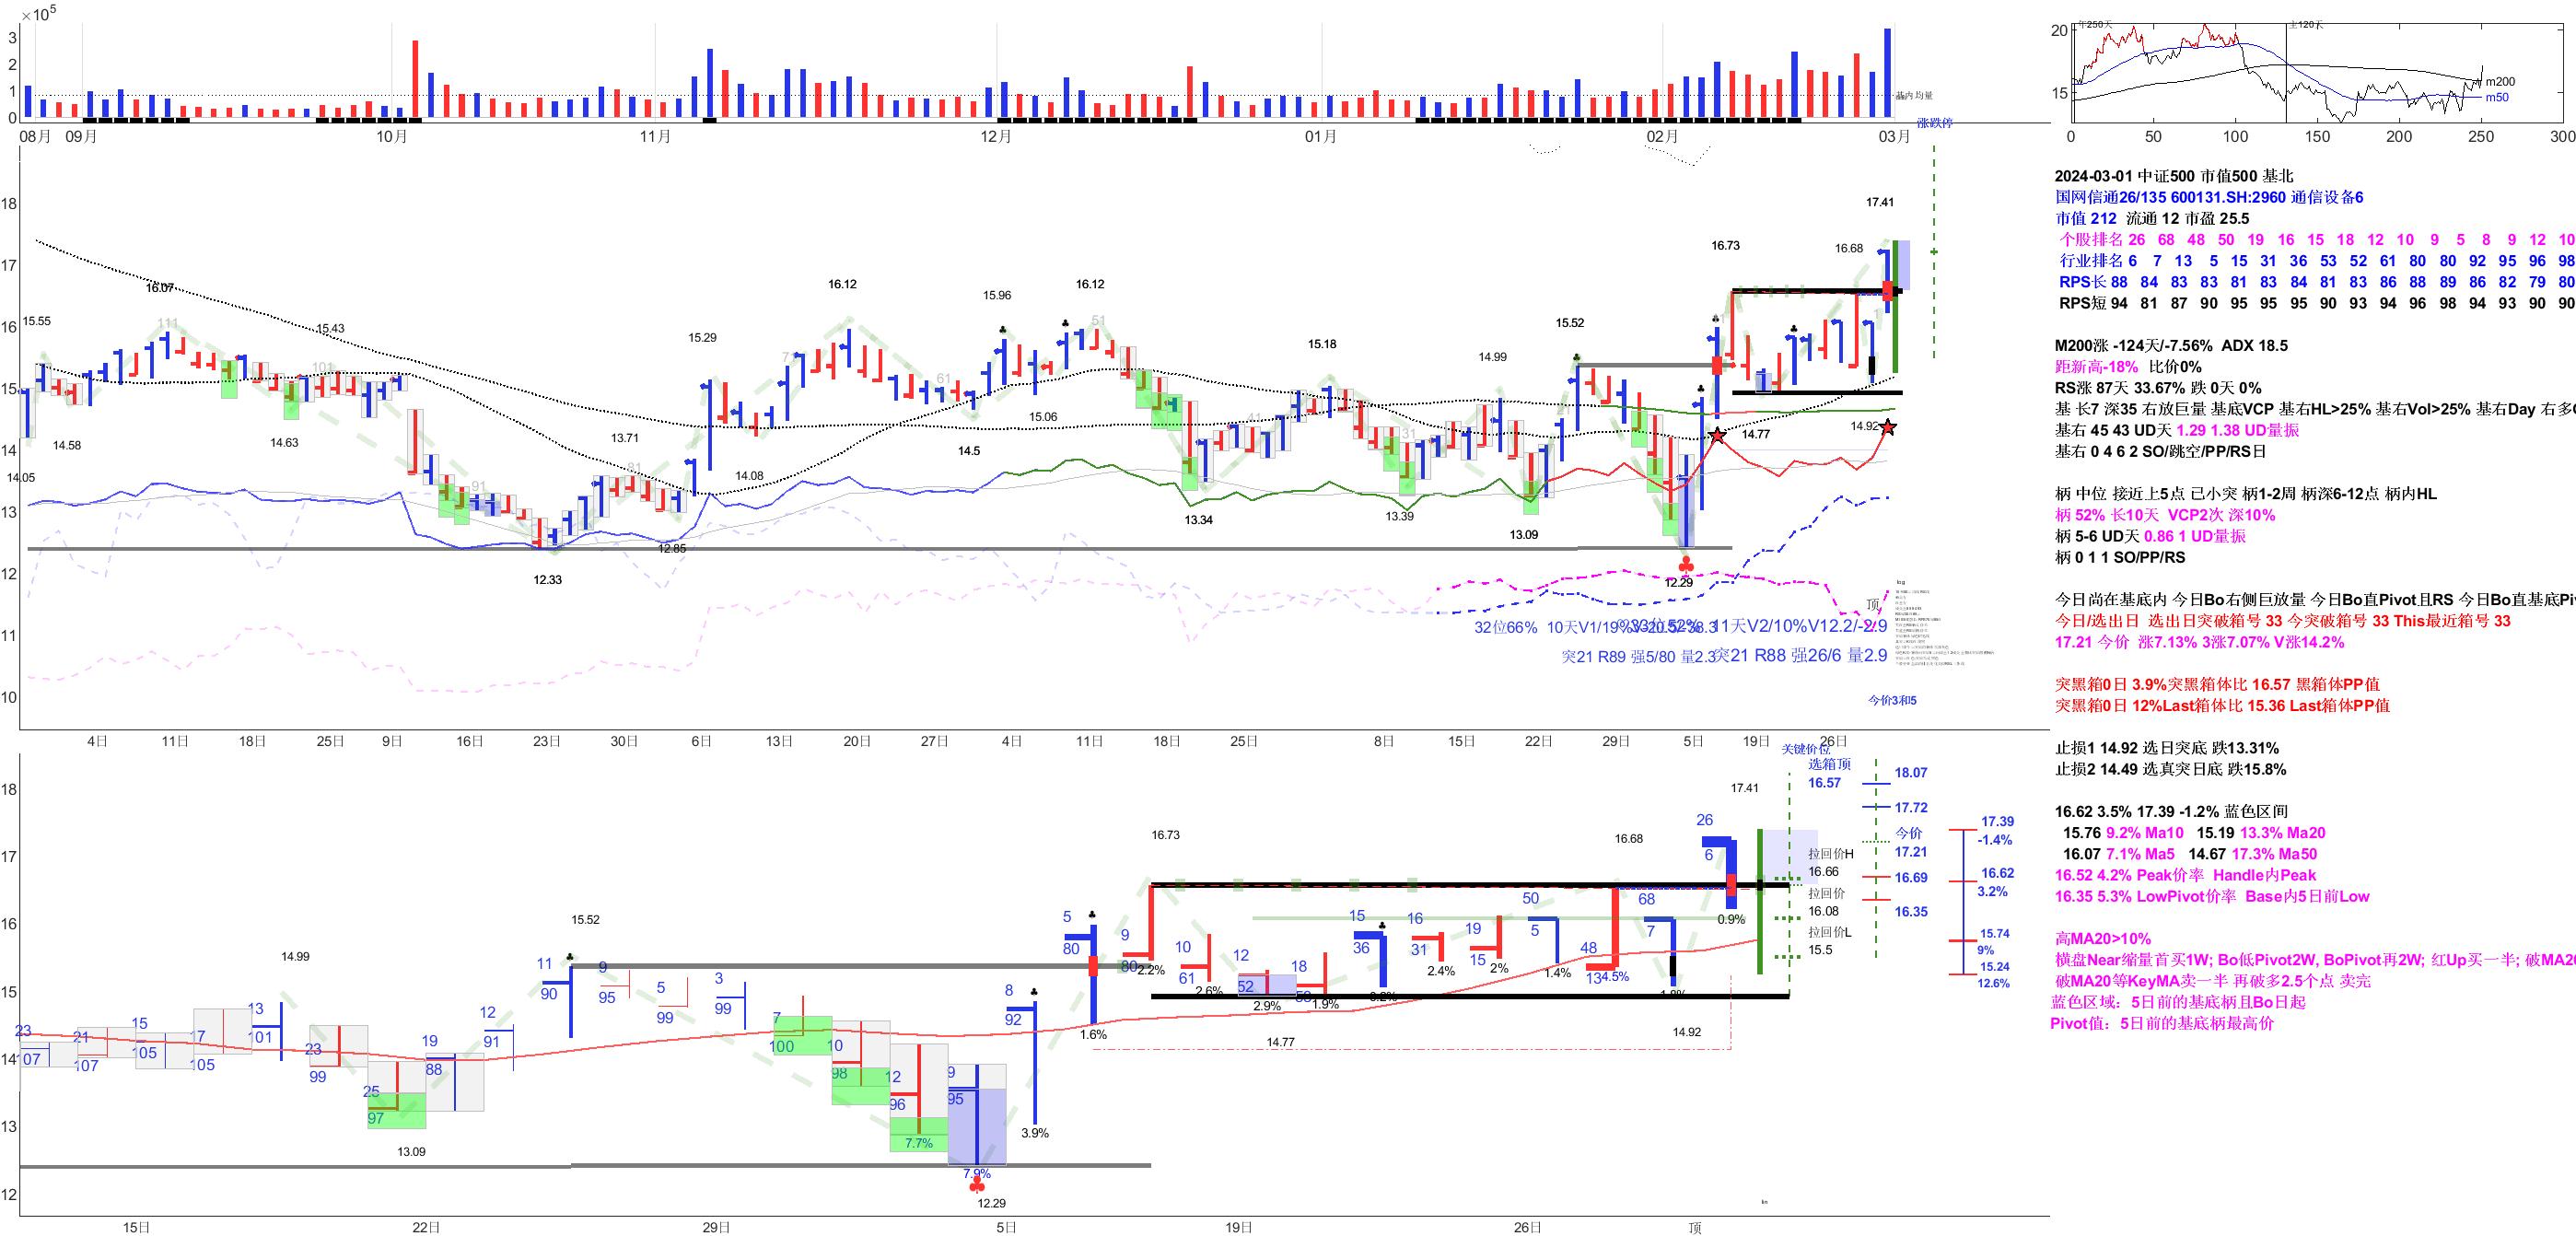 ×10^5
3
2
1
0
08月 09月 10月 11月 12月 01月 02月 03月
基内均量
涨跌停
年250天 主120天
20
15
m200
m50
0 50 100 150 200 250 300
2024-03-01 中证500 市值500 基北
国网信通26/135 600131.SH:2960 通信设备6
市值 212 流通 12 市盈 25.5
个股排名 26 68 48 50 19 16 15 18 12 10 9 5 8 9 12 10
行业排名 6 7 13 5 15 31 36 53 52 61 80 80 92 95 96 98
RPS长 88 84 83 83 81 83 84 81 83 86 88 89 86 82 79 80
RPS短 94 81 87 90 95 95 95 90 93 94 96 98 94 93 90 90
M200涨 -124天/-7.56% ADX 18.5
距新高-18% 比价0%
RS涨 87天 33.67% 跌 0天 0%
基 长7 深35 右放巨量 基底VCP 基右HL>25% 基右Vol>25% 基右Day 右多
基右 45 43 UD天 1.29 1.38 UD量振
基右 0 4 6 2 SO/跳空/PP/RS日
柄 中位 接近上5点 己小突 柄1-2周 柄深6-12点 柄内HL
柄 52% 长10天 VCP2次 深10%
柄 5-6 UD天 0.86 1 UD量振
柄 0 1 1 SO/PP/RS
今日尚在基底内 今日Bo右侧巨放量 今日Bo直Pivot且RS 今日Bo直基底Piv
今日/选出日 选出日突破箱号 33 今突破箱号 33 This最近箱号 33
17.21 今价 涨7.13% 3涨7.07% V涨14.2%
突黑箱0日 3.9%突黑箱体比 16.57 黑箱体PP值
突黑箱0日 12%Last箱体比 15.36 Last箱体PP值
止损1 14.92 选日突底 跌13.31%
止损2 14.49 选真突日底 跌15.8%
16.62 3.5% 17.39 -1.2% 蓝色区间
15.76 9.2% Ma10 15.19 13.3% Ma20
16.07 7.1% Ma5 14.67 17.3% Ma50
16.52 4.2% Peak价率 Handle内Peak
16.35 5.3% LowPivot价率 Base内5日前Low
高MA20>10%
横盘Near缩量首买1W; Bo低Pivot2W, BoPivot再2W; 红Up买一半; 破MA20
破MA20等KeyMA卖一半 再破多2.5个点 卖完
蓝色区域：5日前的基底柄且Bo日起
Pivot值：5日前的基底柄最高价
18
17
16
15
14
13
12
11
10
15.55 14.05 14.58 16.07 111 14.63 15.43 101 91 12.33 13.71 81 12.85 15.29 14.08 16.12 61 14.5 15.96 15.06 16.12 51 13.34 41 15.18 13.39 31 14.99 13.09 15.52 12.29 16.73 14.77 16.68 14.92 17.41
log
顶
32位66% 10天V1/19%V-20.5/-38.3
33位52% 11天V2/10%V12.2/-2.9
突21 R89 强5/80 量2.3
突21 R88 强26/6 量2.9
今价3和5
4日 11日 18日 25日 9日 16日 23日 30日 6日 13日 20日 27日 4日 11日 18日 25日 8日 15日 22日 29日 5日 19日 26日
关键价位
选箱顶
16.57
18.07
17.72
今价
17.21
拉回价H
16.66
16.69
拉回价
16.08
16.35
拉回价L
15.5
17.39
-1.4%
16.62
3.2%
15.74
9%
15.24
12.6%
18
17
16
15
14
13
12
23 107 21 107 15 105 17 105 13 101 14.99 23 99 25 97 13.09 19 88 12 91 11 90 15.52 9 95 5 99 3 99 7 100 10 98 12 96 7.7% 9 95 7.9% 12.29 8 92 3.9% 5 80 1.6% 9 80 2.2% 16.73 10 61 2.6% 12 52 2.9% 14.77 18 53 1.9% 15 36 16 31 2.4% 19 15 2% 50 5 1.4% 48 13 4.5% 16.68 68 7 14.92 26 6 0.9% 17.41
15日 22日 29日 5日 19日 26日 顶